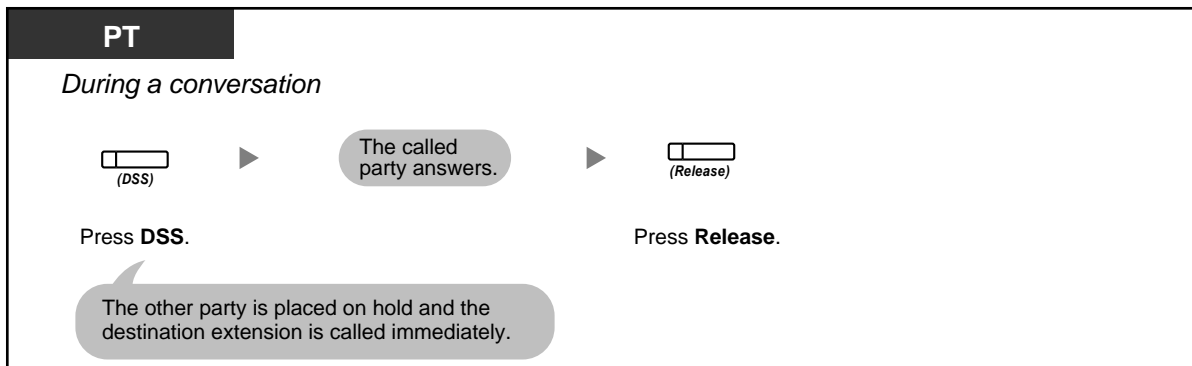 PT
During a conversation
The called
party answers.
(DSS)
(Release)
Press DSS.
Press Release.
The other party is placed on hold and the
destination extension is called immediately.